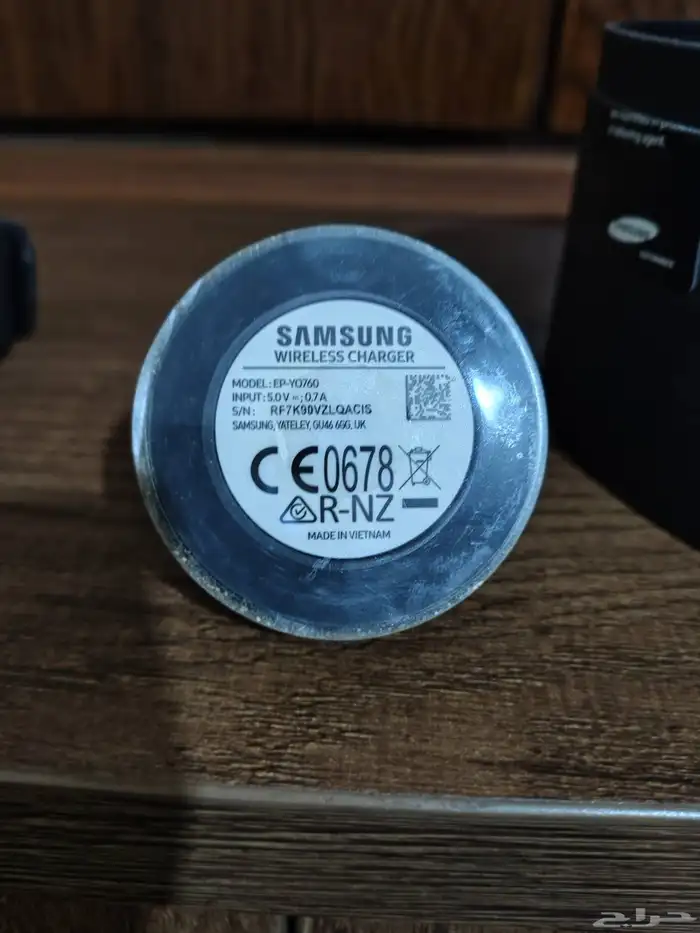 SAMSUNG
WIRELESS CHARGER
MODEL: EP-YO760
INPUT: 5.0V ⎓; 0.7A
S/N: RF7K90VZLQACIS
SAMSUNG, YATELEY, GU46 6GG, UK
CE0678
R-NZ
MADE IN VIETNAM
حراج